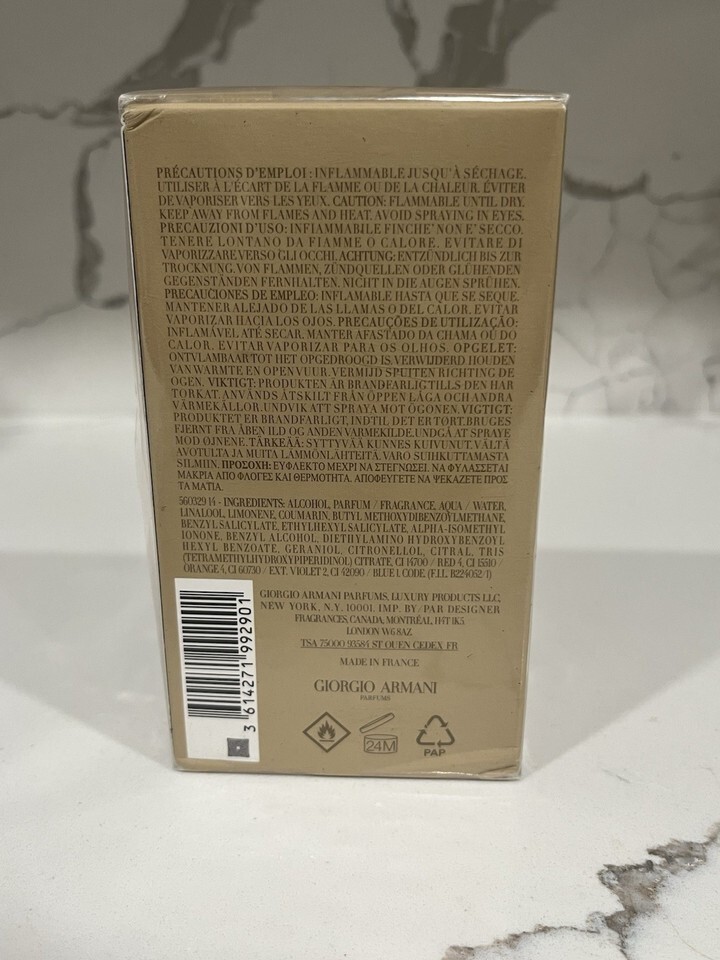 PRÉCAUTIONS D'EMPLOI : INFLAMMABLE JUSQU'À SÉCHAGE.
UTILISER À L'ÉCART DE LA FLAMME OU DE LA CHALEUR. ÉVITER
DE VAPORISER VERS LES YEUX. CAUTION: FLAMMABLE UNTIL DRY.
KEEP AWAY FROM FLAMES AND HEAT. AVOID SPRAYING IN EYES.
PRECAUZIONI D'USO: INFIAMMABILE FINCHE' NON E' SECCO.
TENERE LONTANO DA FIAMME O CALORE. EVITARE DI
VAPORIZZARE VERSO GLI OCCHI. ACHTUNG: ENTZÜNDLICH BIS ZUR
TROCKNUNG. VON FLAMMEN, ZÜNDQUELLEN ODER GLÜHENDEN
GEGENSTÄNDEN FERNHALTEN. NICHT IN DIE AUGEN SPRÜHEN.
PRECAUCIONES DE EMPLEO: INFLAMABLE HASTA QUE SE SEQUE.
MANTENER ALEJADO DE LAS LLAMAS O DEL CALOR. EVITAR
VAPORIZAR HACIA LOS OJOS. PRECAUÇÕES DE UTILIZAÇÃO:
INFLAMÁVEL ATÉ SECAR. MANTER AFASTADO DA CHAMA OU DO
CALOR. EVITAR VAPORIZAR PARA OS OLHOS. OPGELET:
ONTVLAMBAAR TOT HET OPGEDROOGD IS. VERWIJDERD HOUDEN
VAN WARMTE EN OPEN VUUR. VERMIJD SPUTTEN RICHTING DE
OGEN. VIKTIGT: PRODUKTEN ÄR BRANDFARLIG TILLS DEN HAR
TORKAT. ANVÄNDS ÅTSKILT FRÅN ÖPPEN LÅGA OCH ANDRA
VÄRMEKÄLLOR. UNDVIK ATT SPRAYA MOT ÖGONEN. VIGTIGT:
PRODUKTET ER BRANDFARLIGT, INDTIL DET ER TØRT. BRUGES
FJERNT FRA ÅBEN ILD OG ANDEN VARMEKILDE. UNDGÅ AT SPRAYE
MOD ØJNENE. TÄRKEÄÄ: SYTTYVÄÄ KUNNES KUIVUNUT. VÄLTÄ
AVOTULTA JA MUITA LÄMMÖNLÄHTEITÄ. VARO SUIHKUTTAMASTA
SILMIIN. ΠΡΟΣΟΧΗ: ΕΥΦΛΕΚΤΟ ΜΕΧΡΙ ΝΑ ΣΤΕΓΝΩΣΕΙ. ΝΑ ΦΥΛΑΣΣΕΤΑΙ
ΜΑΚΡΙΑ ΑΠΟ ΦΛΟΓΕΣ ΚΑΙ ΘΕΡΜΟΤΗΤΑ. ΑΠΟΦΕΥΓΕΤΕ ΝΑ ΨΕΚΑΖΕΤΕ ΠΡΟΣ
ΤΑ ΜΑΤΙΑ.
560329 14 - INGREDIENTS: ALCOHOL, PARFUM / FRAGRANCE, AQUA / WATER,
LINALOOL, LIMONENE, COUMARIN, BUTYL METHOXYDIBENZOYLMETHANE,
BENZYL SALICYLATE, ETHYLHEXYL SALICYLATE, ALPHA-ISOMETHYL
IONONE, BENZYL ALCOHOL, DIETHYLAMINO HYDROXYBENZOYL
HEXYL BENZOATE, GERANIOL, CITRONELLOL, CITRAL, TRIS
(TETRAMETHYLHYDROXYPIPERIDINOL) CITRATE, CI 14700 / RED 4, CI 15510 /
ORANGE 4, CI 60730 / EXT. VIOLET 2, CI 42090 / BLUE 1. CODE (F.I.L. B224052/1)
GIORGIO ARMANI PARFUMS, LUXURY PRODUCTS LLC,
NEW YORK, N.Y. 10001. IMP. BY/PAR DESIGNER
FRAGRANCES, CANADA, MONTRÉAL, H4T 1K5
LONDON W6 8AZ
TSA 75000 93584 ST OUEN CEDEX FR
MADE IN FRANCE
GIORGIO ARMANI
PARFUMS
24M
PAP
3 614271 992901